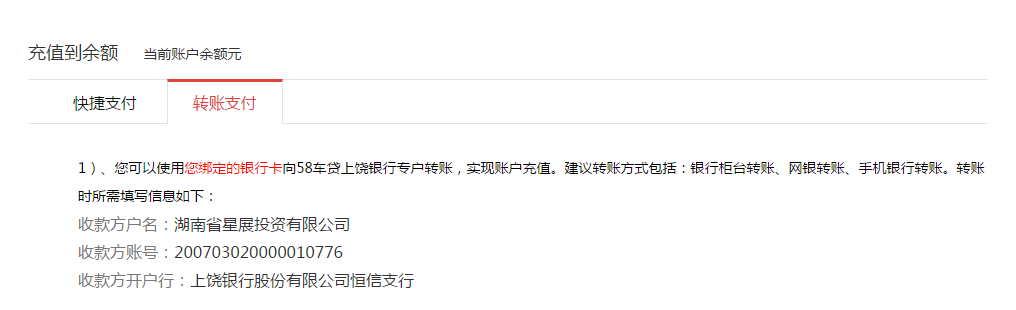 充值到余额 当前账户余额元
快捷支付 转账支付
1）、您可以使用您绑定的银行卡向58车贷上饶银行专户转账，实现账户充值。建议转账方式包括：银行柜台转账、网银转账、手机银行转账。转账
时所需填写信息如下：
收款方户名：湖南省星展投资有限公司
收款方账号：200703020000010776
收款方开户行：上饶银行股份有限公司恒信支行